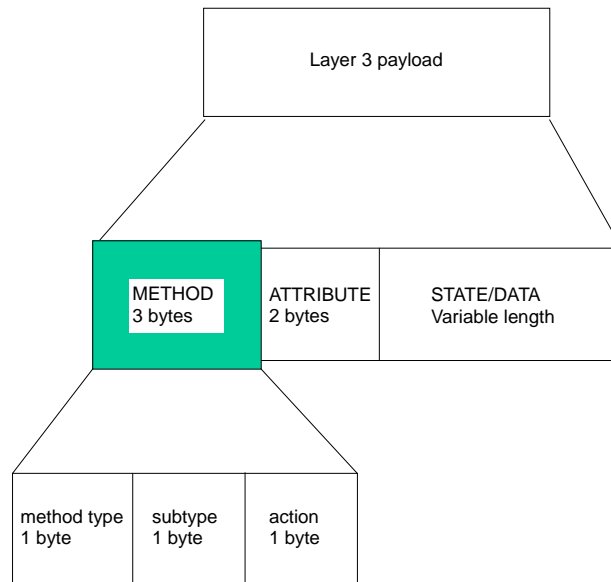 Layer 3 payload
METHOD
3 bytes
ATTRIBUTE
2 bytes
STATE/DATA
Variable length
method type
1 byte
subtype
1 byte
action
1 byte